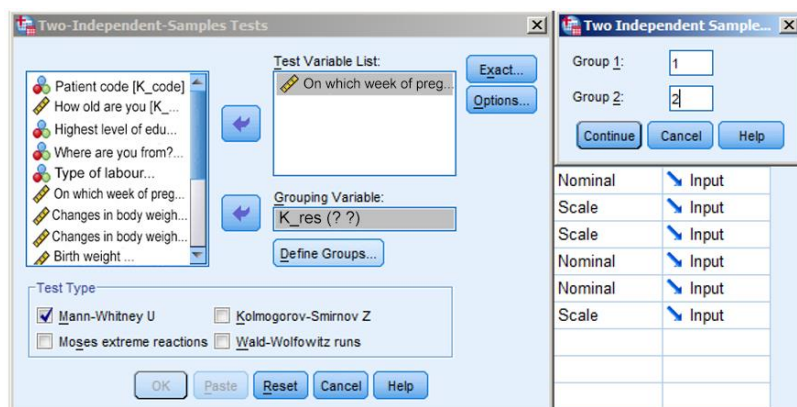 Two-Independent-Samples Tests
Patient code [K_code]
How old are you [K_...
Highest level of edu...
Where are you from?...
Type of labour...
On which week of preg...
Changes in body weigh...
Changes in body weigh...
Birth weight ...
Test Variable List:
On which week of preg...
Grouping Variable:
K_res (? ?)
Define Groups...
Exact...
Options...
Test Type
Mann-Whitney U
Kolmogorov-Smirnov Z
Moses extreme reactions
Wald-Wolfowitz runs
OK
Paste
Reset
Cancel
Help
Two Independent Sample...
Group 1:
1
Group 2:
2
Continue
Cancel
Help
Nominal Input
Scale Input
Scale Input
Nominal Input
Nominal Input
Scale Input